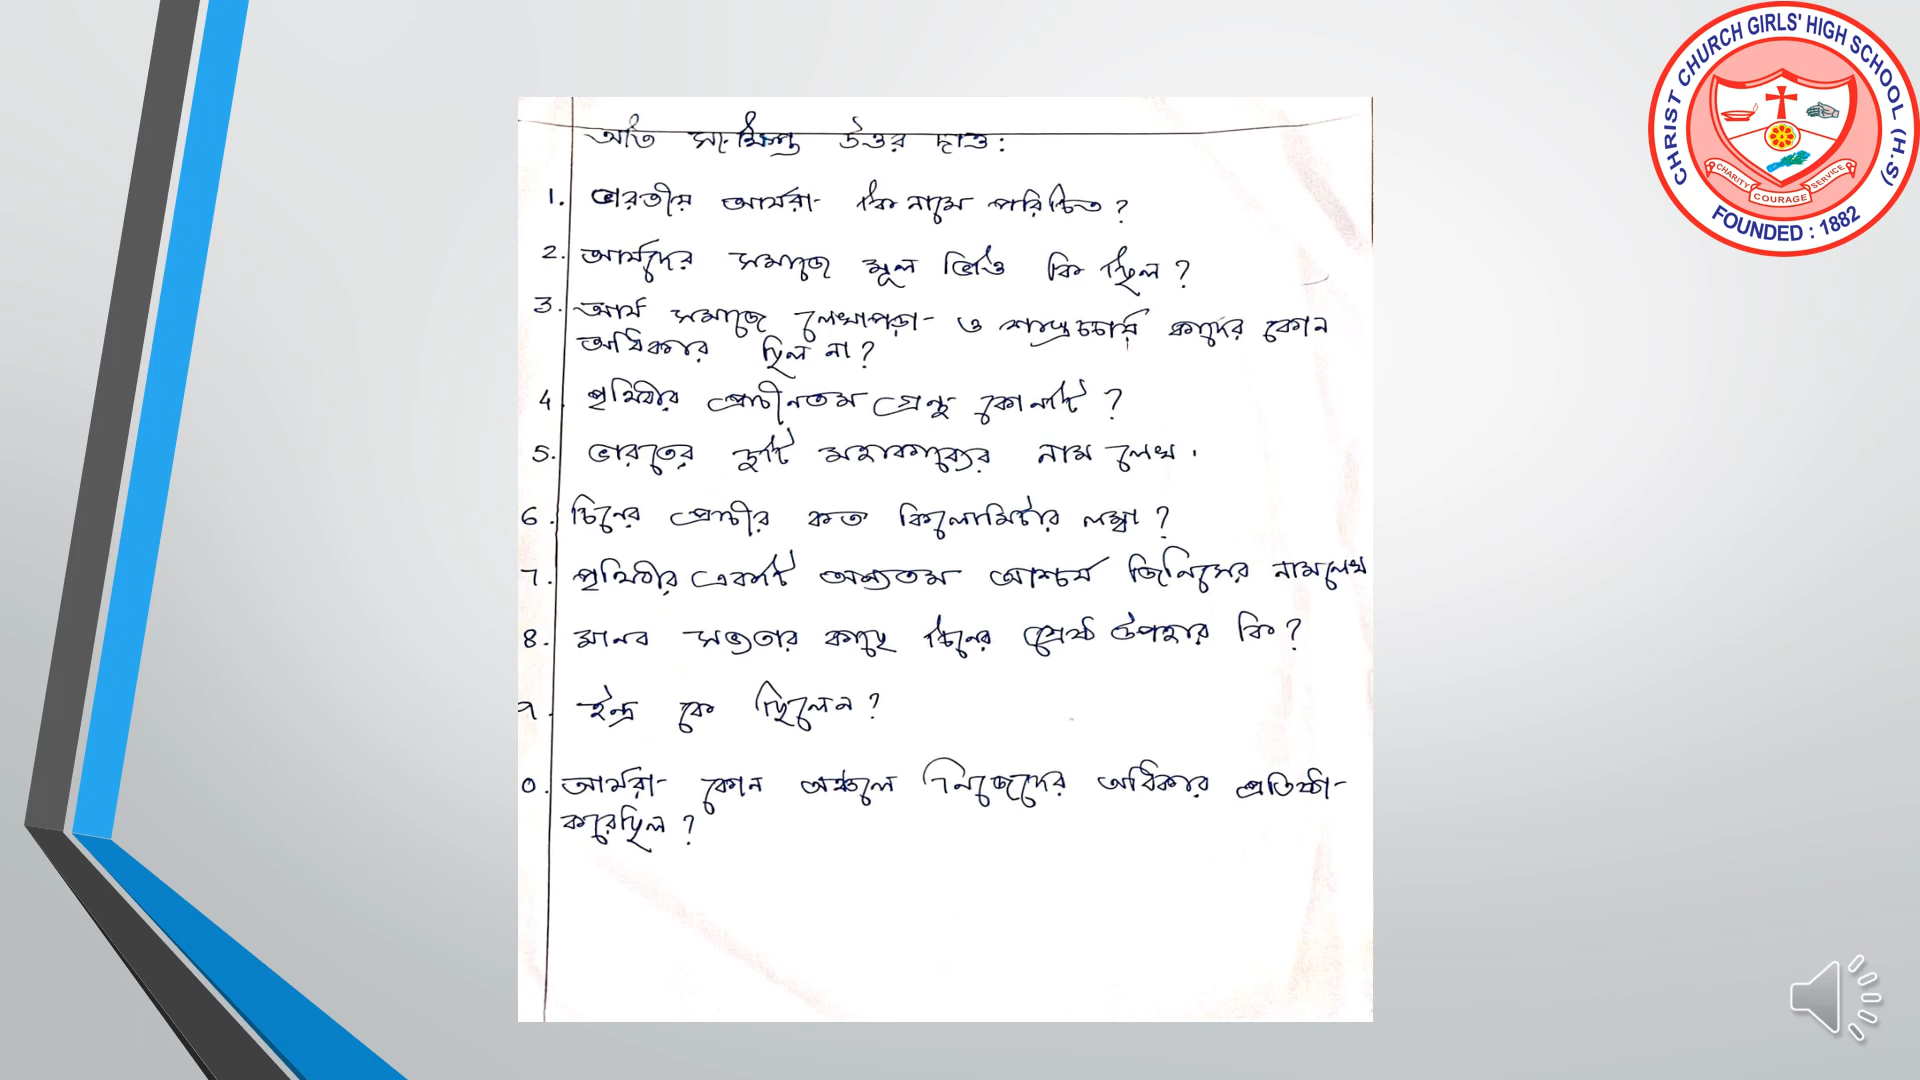 অতি সংক্ষিপ্ত উত্তর দাও :
1. ভারতীয় আর্যরা কি নামে পরিচিত ?
2. আর্যদের সমাজে মূল ভিত্তি কি ছিল ?
3. আর্য সমাজে লেখাপড়া ও শাস্ত্রচর্চায় কাদের কোন
অধিকার ছিল না ?
4. পৃথিবীর প্রাচীনতম গ্রন্থ কোনটি ?
5. ভারতের দুটি মহাকাব্যের নাম লেখ .
6. চিনের প্রাচীর কত কিলোমিটার লম্বা ?
7. পৃথিবীর একটি অন্যতম আশ্চর্য জিনিসের নাম লেখ
8. মানব সভ্যতার কাছে চিনের শ্রেষ্ঠ উপহার কি ?
9. ইন্দ্র কে ছিলেন ?
0. আর্যরা কোন অঞ্চলে নিজেদের অধিকার প্রতিষ্ঠা
করেছিল ?
CHRIST CHURCH GIRLS' HIGH SCHOOL (H.S)
CHARITY COURAGE SERVICE
FOUNDED : 1882